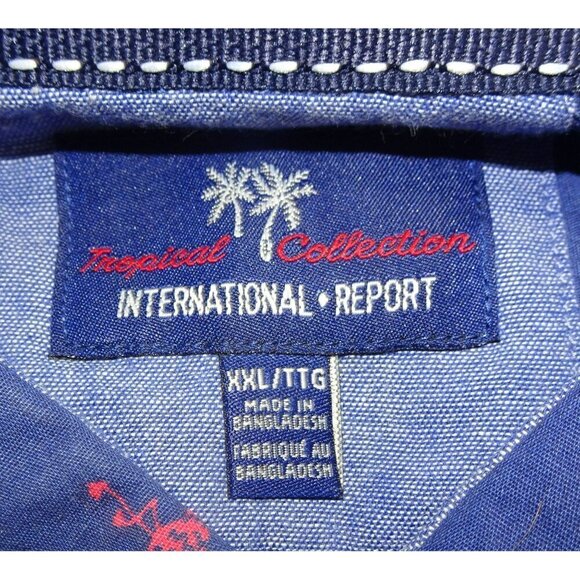 Tropical Collection
INTERNATIONAL • REPORT
XXL/TTG
MADE IN
BANGLADESH
FABRIQUÉ AU
BANGLADESH